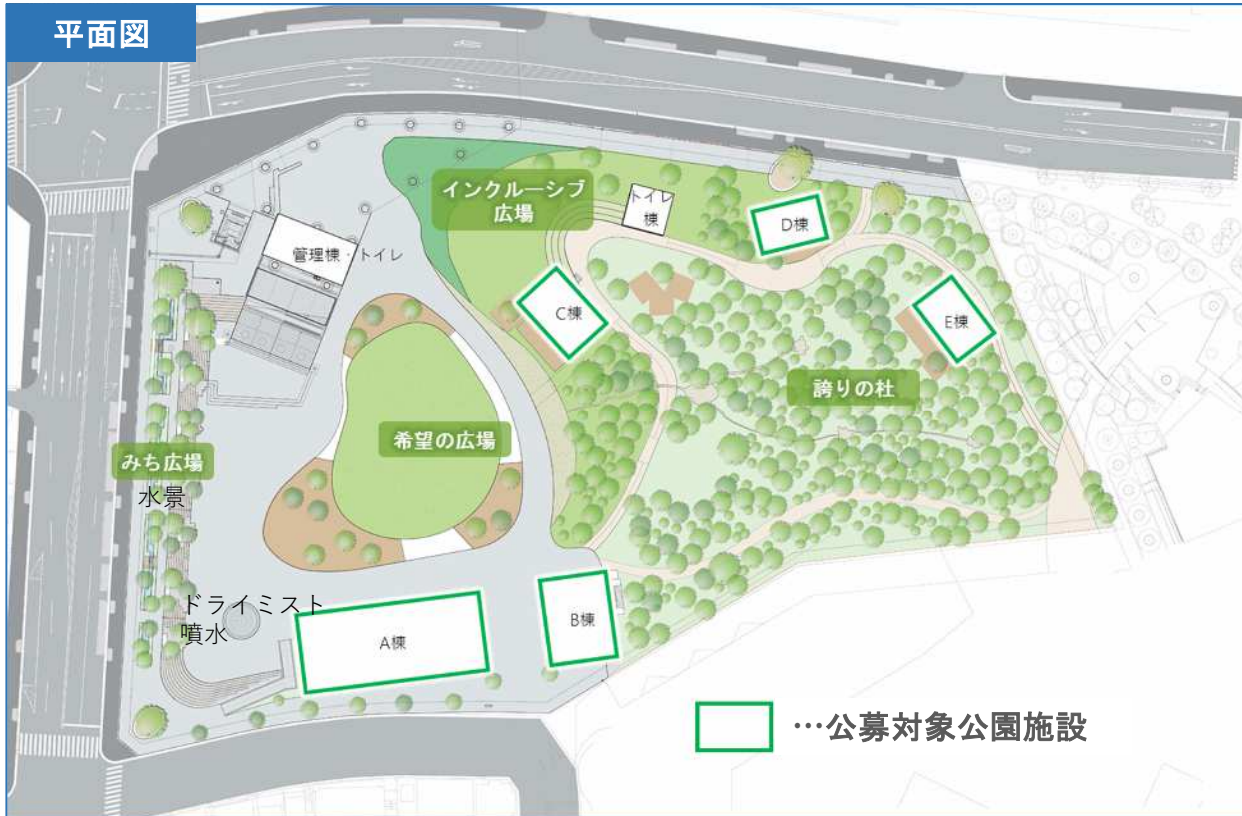 平面図
インクルーシブ
広場
トイレ
棟
D棟
管理棟・トイレ
C棟
E棟
誇りの杜
希望の広場
みち広場
水景
ドライミスト
噴水
B棟
A棟
…公募対象公園施設